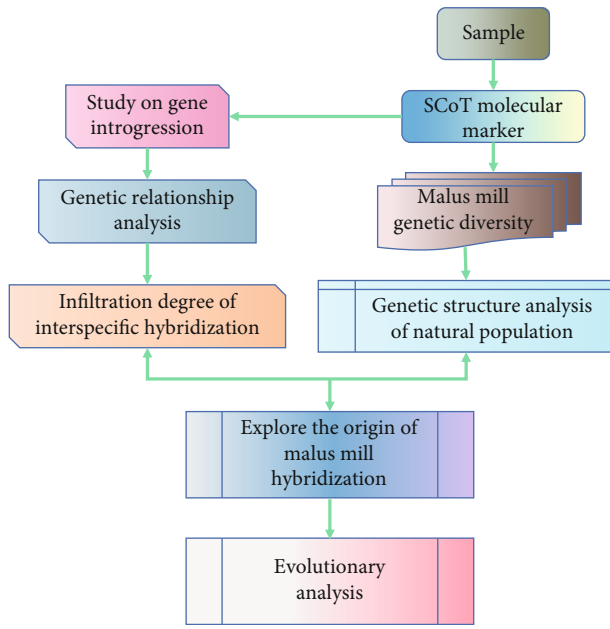 Sample
SCoT molecular
marker
Study on gene
introgression
Genetic relationship
analysis
Malus mill
genetic diversity
Infiltration degree of
interspecific hybridization
Genetic structure analysis
of natural population
Explore the origin of
malus mill
hybridization
Evolutionary
analysis